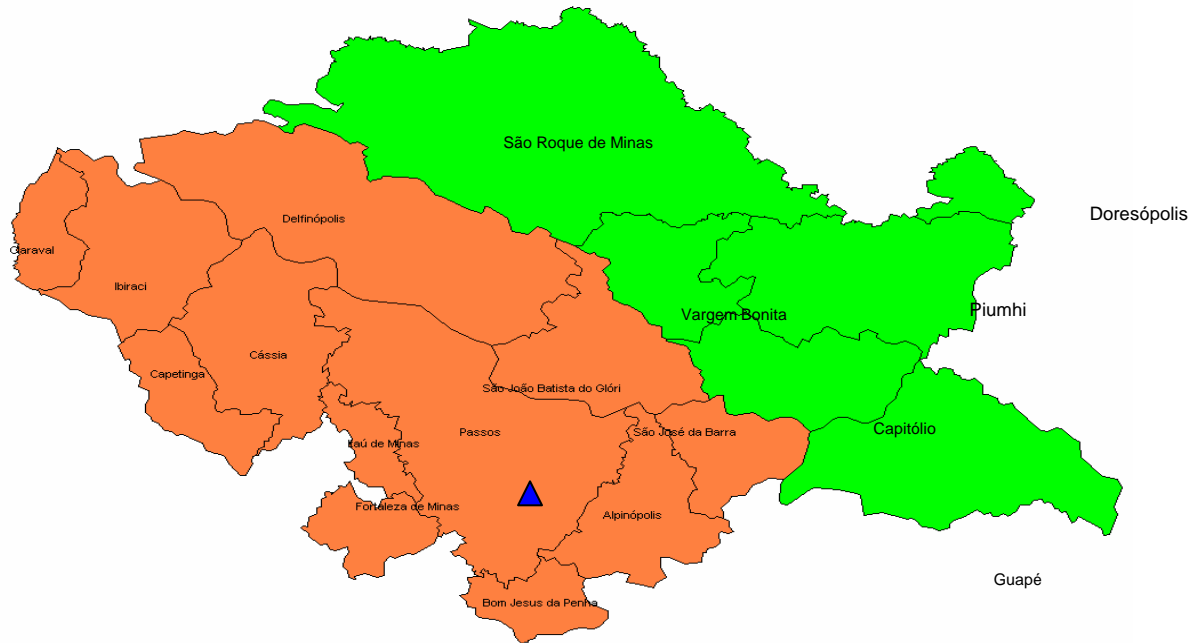 São Roque de Minas
Doresópolis
Delfinópolis
Claraval
Ibiraci
Piumhi
Vargem Bonita
Cássia
Capetinga
São João Batista do Glóri
Capitólio
Passos
São José da Barra
Itaú de Minas
Fortaleza de Minas
Alpinópolis
Guapé
Bom Jesus da Penha